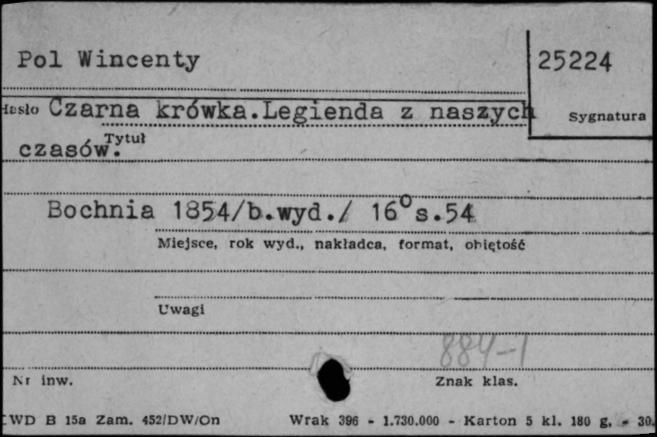 Pol Wincenty
25224
Hasło Czarna krówka.Legienda z naszych
Sygnatura
Tytuł
czasów.
Bochnia 1854/b.wyd./ 16°s.54
Miejsce, rok wyd., nakładca, format, objętość
Uwagi
884-1
Nr inw.
Znak klas.
WD B 15a Zam. 452/DW/On Wrak 396 - 1.730.000 - Karton 5 kl. 180 g. - 30.